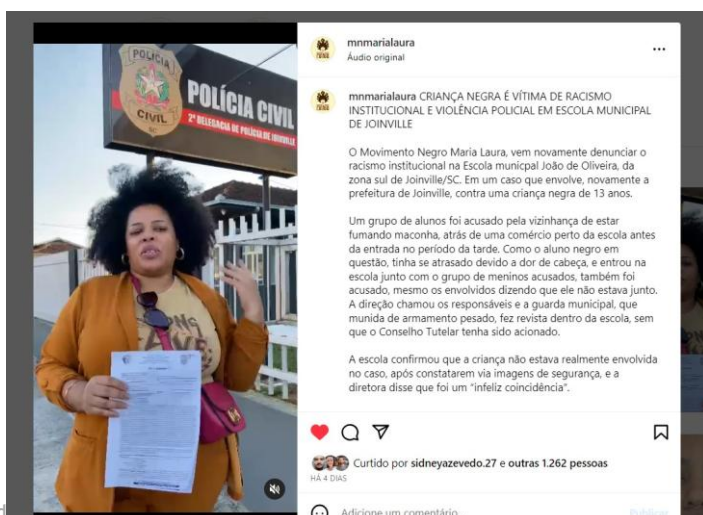 mnmarialaura
Áudio original
mnmarialaura CRIANÇA NEGRA É VÍTIMA DE RACISMO
INSTITUCIONAL E VIOLÊNCIA POLICIAL EM ESCOLA MUNICIPAL
DE JOINVILLE
O Movimento Negro Maria Laura, vem novamente denunciar o
racismo institucional na Escola municpal João de Oliveira, da
zona sul de Joinville/SC. Em um caso que envolve, novamente a
prefeitura de Joinville, contra uma criança negra de 13 anos.
Um grupo de alunos foi acusado pela vizinhança de estar
fumando maconha, atrás de uma comércio perto da escola antes
da entrada no período da tarde. Como o aluno negro em
questão, tinha se atrasado devido a dor de cabeça, e entrou na
escola junto com o grupo de meninos acusados, também foi
acusado, mesmo os envolvidos dizendo que ele não estava junto.
A direção chamou os responsáveis e a guarda municipal, que
munida de armamento pesado, fez revista dentro da escola, sem
que o Conselho Tutelar tenha sido acionado.
A escola confirmou que a criança não estava realmente envolvida
no caso, após constatarem via imagens de segurança, e a
diretora disse que foi um “infeliz coincidência”.
Curtido por sidneyazevedo.27 e outras 1.262 pessoas
HÁ 4 DIAS
Adicione um comentário...
Publicar
POLÍCIA
CIVIL
SC
POLÍCIA CIVIL
2ª DELEGACIA DE POLÍCIA DE JOINVILLE